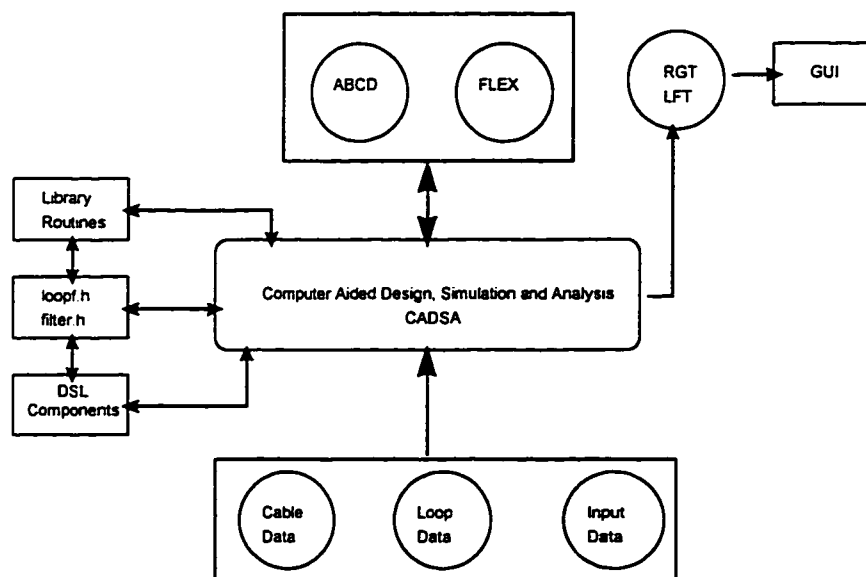 ABCD
FLEX
RGT
LFT
GUI
Library
Routines
loopf.h
filter.h
DSL
Components
Computer Aided Design, Simulation and Analysis
CADSA
Cable
Data
Loop
Data
Input
Data